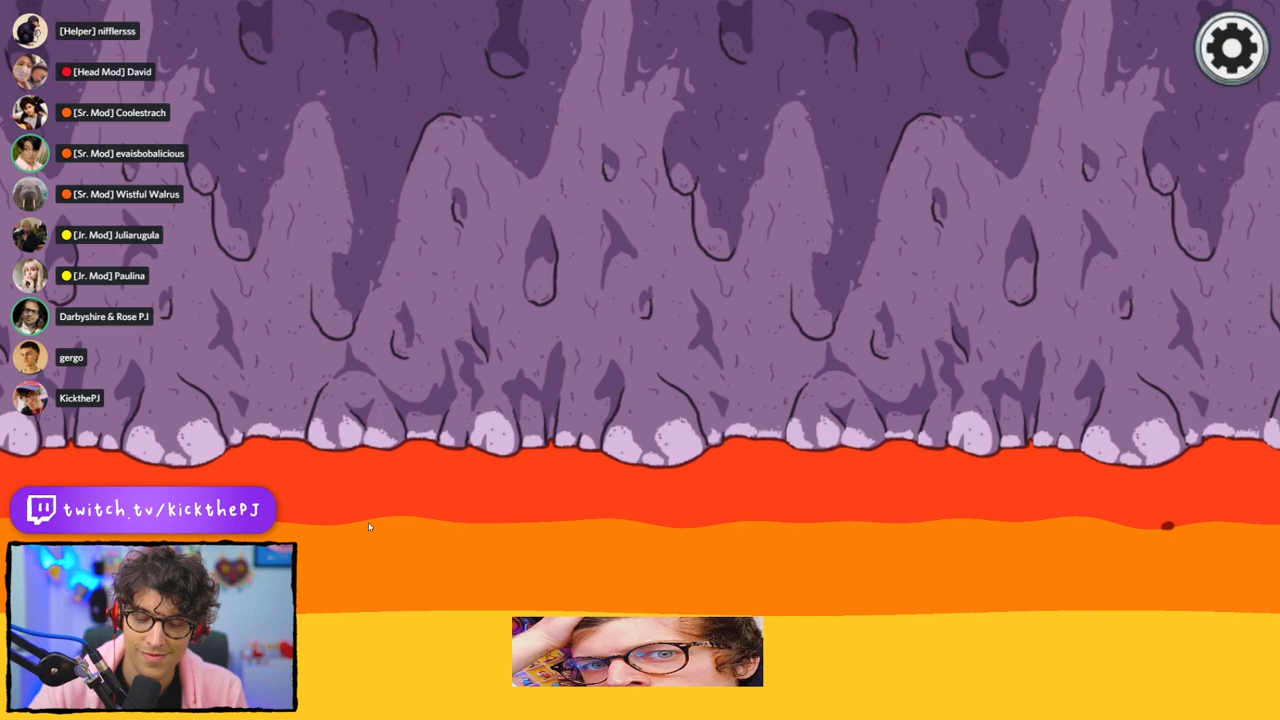 [Helper] nifflersss
[Head Mod] David
[Sr. Mod] Coolestrach
[Sr. Mod] evaisbobalicious
[Sr. Mod] Wistful Walrus
[Jr. Mod] Juliarugula
[Jr. Mod] Paulina
Darbyshire & Rose P.I
gergo
KickthePJ
twitch.tv/kickthePJ